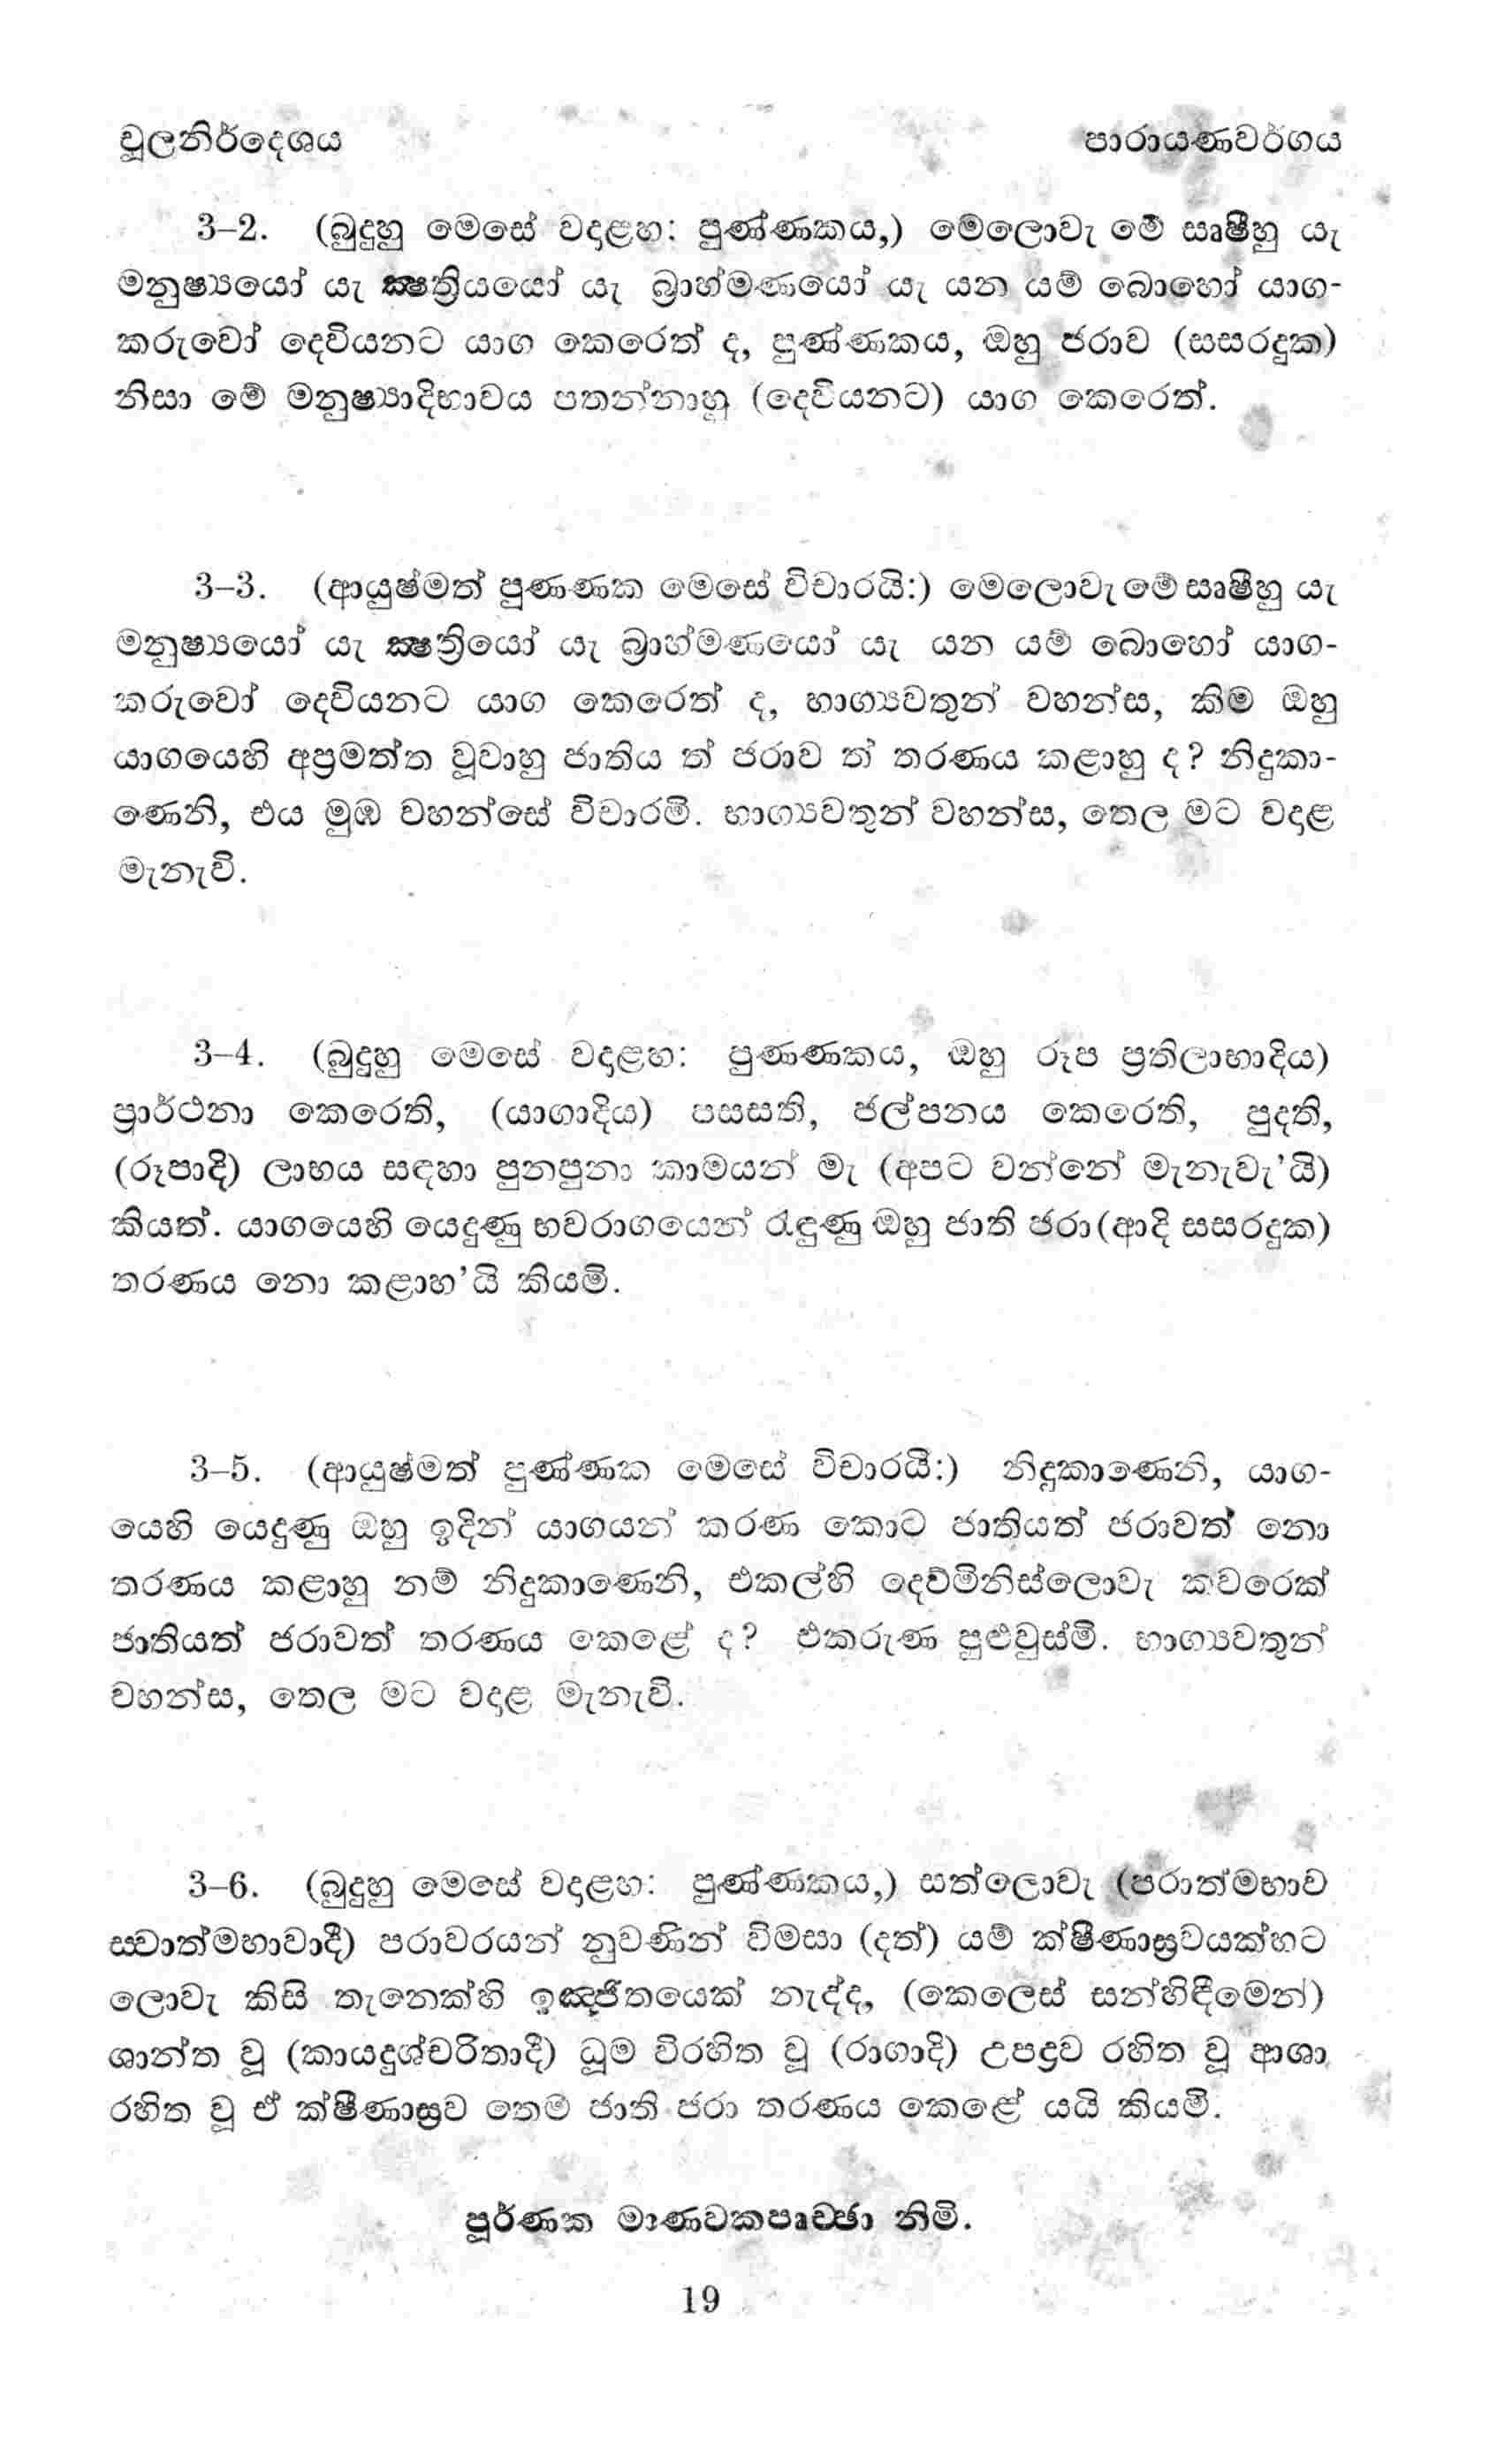 චූලනිර්දෙශය පාරායණවර්ගය
3–2. (බුදුහු මෙසේ වදළහ: පුණ්ණකය,) මෙලොවැ මේ සෘෂීහු යැ
මනුෂ්‍යයෝ යැ ක්‍ෂත්‍රියයෝ යැ බ්‍රාහ්මණයෝ යැ යන යම් බොහෝ යාග-
කරුවෝ දෙවියනට යාග කෙරෙත් ද, පුණ්ණකය, ඔහු ජරාව (සසරදුක)
නිසා මේ මනුෂ්‍යාදිභාවය පතන්නාහු (දෙවියනට) යාග කෙරෙත්.
3–3. (ආයුෂ්මත් පුණ්ණක මෙසේ විචාරයි:) මෙලොවැ මේ සෘෂීහු යැ
මනුෂ්‍යයෝ යැ ක්‍ෂත්‍රියෝ යැ බ්‍රාහ්මණයෝ යැ යන යම් බොහෝ යාග-
කරුවෝ දෙවියනට යාග කෙරෙත් ද, භාග්‍යවතුන් වහන්ස, කිම ඔහු
යාගයෙහි අප්‍රමත්ත වූවාහු ජාතිය ත් ජරාව ත් තරණය කළාහු ද? නිදුකා-
ණෙනි, එය මුඹ වහන්සේ විචාරමි. භාග්‍යවතුන් වහන්ස, තෙල මට වදළ
මැනැවි.
3–4. (බුදුහු මෙසේ වදළහ: පුණණකය, ඔහු රූප ප්‍රතිලාභාදිය)
ප්‍රාර්ථනා කෙරෙති, (යාගාදිය) පසසති, ජල්පනය කෙරෙති, පුදති,
(රූපාදි) ලාභය සඳහා පුනපුනා කාමයන් මැ (අපට වන්නේ මැනැවැ’යි)
කියත්. යාගයෙහි යෙදුණු භවරාගයෙන් රැඳුණු ඔහු ජාති ජරා(ආදි සසරදුක)
තරණය නො කළාහ’යි කියමි.
3–5. (ආයුෂ්මත් පුණ්ණක මෙසේ විචාරයි:) නිදුකාණෙනි, යාග-
යෙහි යෙදුණු ඔහු ඉදින් යාගයන් කරණ කොට ජාතියත් ජරාවත් නො
තරණය කළාහු නම් නිදුකාණෙනි, එකල්හි දෙව්මිනිස්ලොවැ කවරෙක්
ජාතියත් ජරාවත් තරණය කෙළේ ද? එකරුණ පුළුවුස්මි. භාග්‍යවතුන්
වහන්ස, තෙල මට වදළ මැනැවි.
3–6. (බුදුහු මෙසේ වදළහ: පුණ්ණකය,) සත්ලොවැ (පරාත්මභාව
ස්වාත්මභාවාදී) පරාවරයන් නුවණින් විමසා (දත්) යම් ක්ෂීණාස්‍රවයක්හට
ලොවැ කිසි තැනෙක්හි ඉඤ්ජිතයෙක් නැද්ද, (කෙලෙස් සන්හිඳීමෙන්)
ශාන්ත වූ (කායදුශ්චරිතාදී) ධූම විරහිත වූ (රාගාදි) උපද්‍රව රහිත වූ ආශා
රහිත වූ ඒ ක්ෂීණාස්‍රව තෙම ජාති ජරා තරණය කෙළේ යයි කියමි.
පූර්ණක මාණවකපෘච්ඡා නිමි.
19